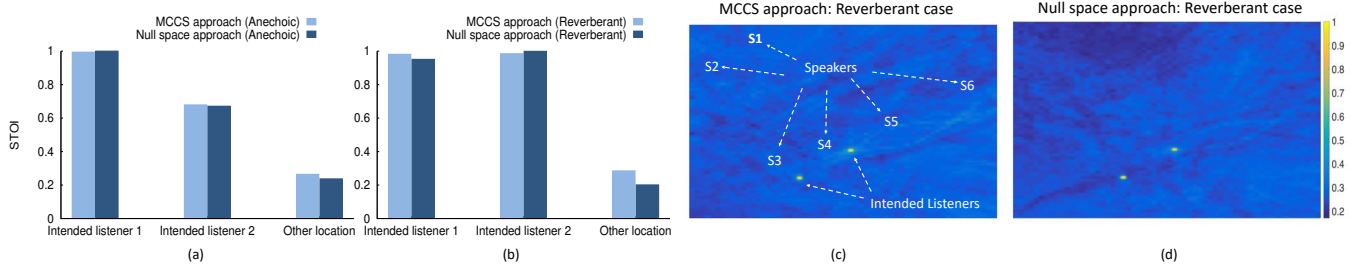 MCCS approach (Anechoic)
Null space approach (Anechoic)
STOI
1
0.8
0.6
0.4
0.2
0
Intended listener 1
Intended listener 2
Other location
(a)
MCCS approach (Reverberant)
Null space approach (Reverberant)
1
0.8
0.6
0.4
0.2
0
Intended listener 1
Intended listener 2
Other location
(b)
MCCS approach: Reverberant case
S1
S2
Speakers
S6
S5
S4
S3
Intended Listeners
(c)
Null space approach: Reverberant case
1
0.9
0.8
0.7
0.6
0.5
0.4
0.3
0.2
(d)